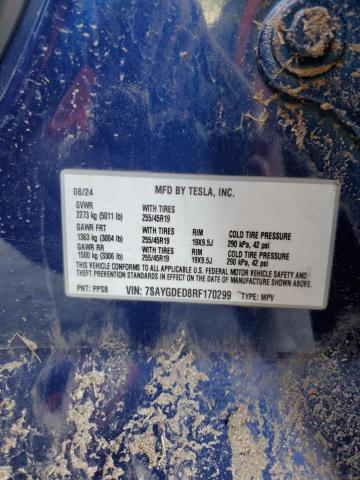 08/24 MFD BY TESLA, INC.
GVWR WITH TIRES
2273 kg (5011 lb) 255/45R19
GAWR FRT WITH TIRES RIM COLD TIRE PRESSURE
1363 kg (3004 lb) 255/45R19 19X9.5J 290 kPa, 42 psi
GAWR RR WITH TIRES RIM COLD TIRE PRESSURE
1500 kg (3306 lb) 255/45R19 19X9.5J 290 kPa, 42 psi
THIS VEHICLE CONFORMS TO ALL APPLICABLE U.S. FEDERAL MOTOR VEHICLE SAFETY AND
THEFT PREVENTION STANDARDS IN EFFECT ON THE DATE OF MANUFACTURE SHOWN ABOVE.
PNT: PPSB VIN: 7SAYGDED8RF170299 TYPE: MPV